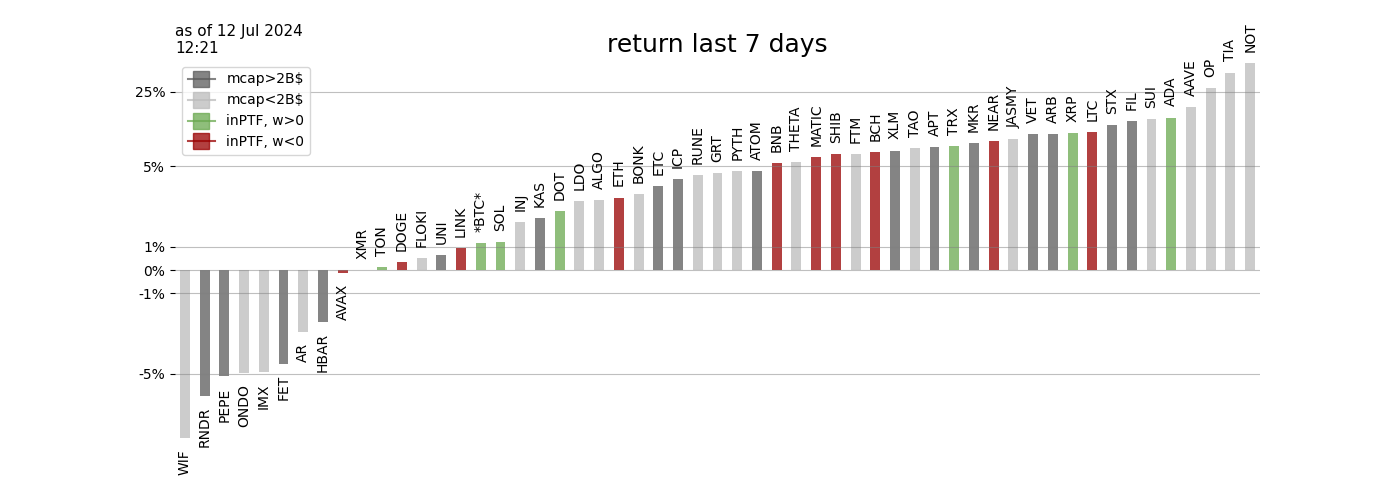 as of 12 Jul 2024
12:21
return last 7 days
mcap>2B$
mcap<2B$
inPTF, w>0
inPTF, w<0
25%
5%
1%
0%
-1%
-5%
WIF
RNDR
PEPE
ONDO
IMX
FET
AR
HBAR
AVAX
XMR
TON
DOGE
FLOKI
UNI
LINK
*BTC*
SOL
INJ
KAS
DOT
LDO
ALGO
ETH
BONK
ETC
ICP
RUNE
GRT
PYTH
ATOM
BNB
THETA
MATIC
SHIB
FTM
BCH
XLM
TAO
APT
TRX
MKR
NEAR
JASMY
VET
ARB
XRP
LTC
STX
FIL
SUI
ADA
AAVE
OP
TIA
NOT